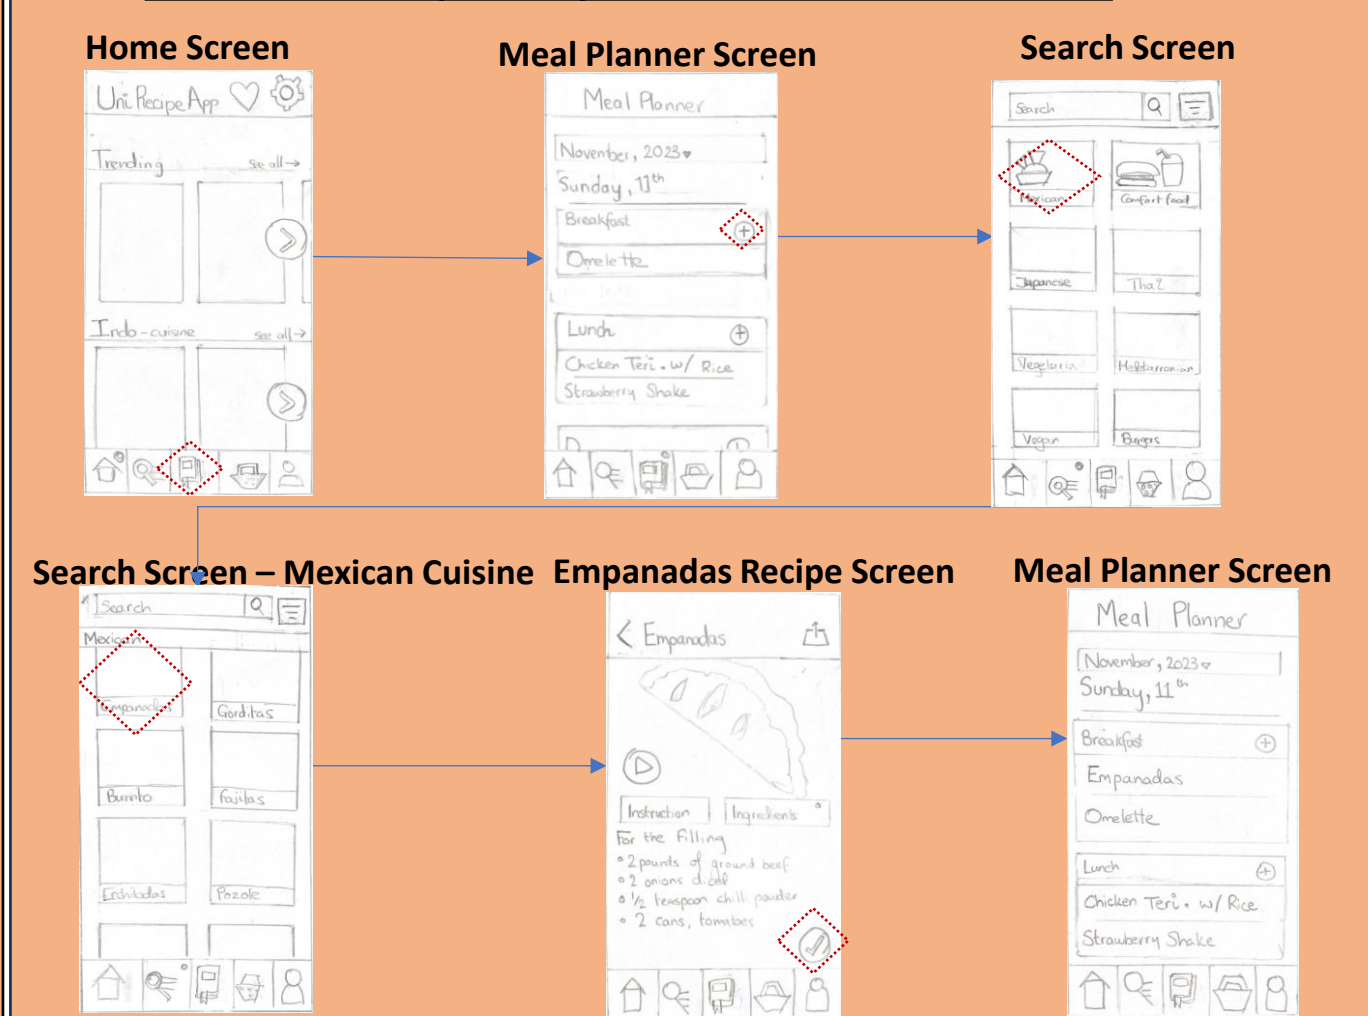 Home Screen
Uni Recipe App
Trending
See all→
Indo-cuisine
see all→
Meal Planner Screen
Meal Planner
November, 2023
Sunday, 11th
Breakfast
Omelette
Lunch
Chicken Teri. w/ Rice
Strawberry Shake
Search Screen
Search
Mexican
Comfort food
Japanese
Thai
Vegetaria
Vegan
Burgers
Search Screen – Mexican Cuisine
Search
Mexican
Empanadas
Gorditas
Burrito
Fajitas
Enchiladas
Pozole
Empanadas Recipe Screen
< Empanadas
Instruction
Ingredients
For the filling
• 2 pounds of ground beef
• 2 onions diced
• 1/2 teaspoon chili powder
• 2 cans, tomatoes
Meal Planner Screen
Meal Planner
November, 2023
Sunday, 11th
Breakfast
Empanadas
Omelette
Lunch
Chicken Teri. w/ Rice
Strawberry Shake